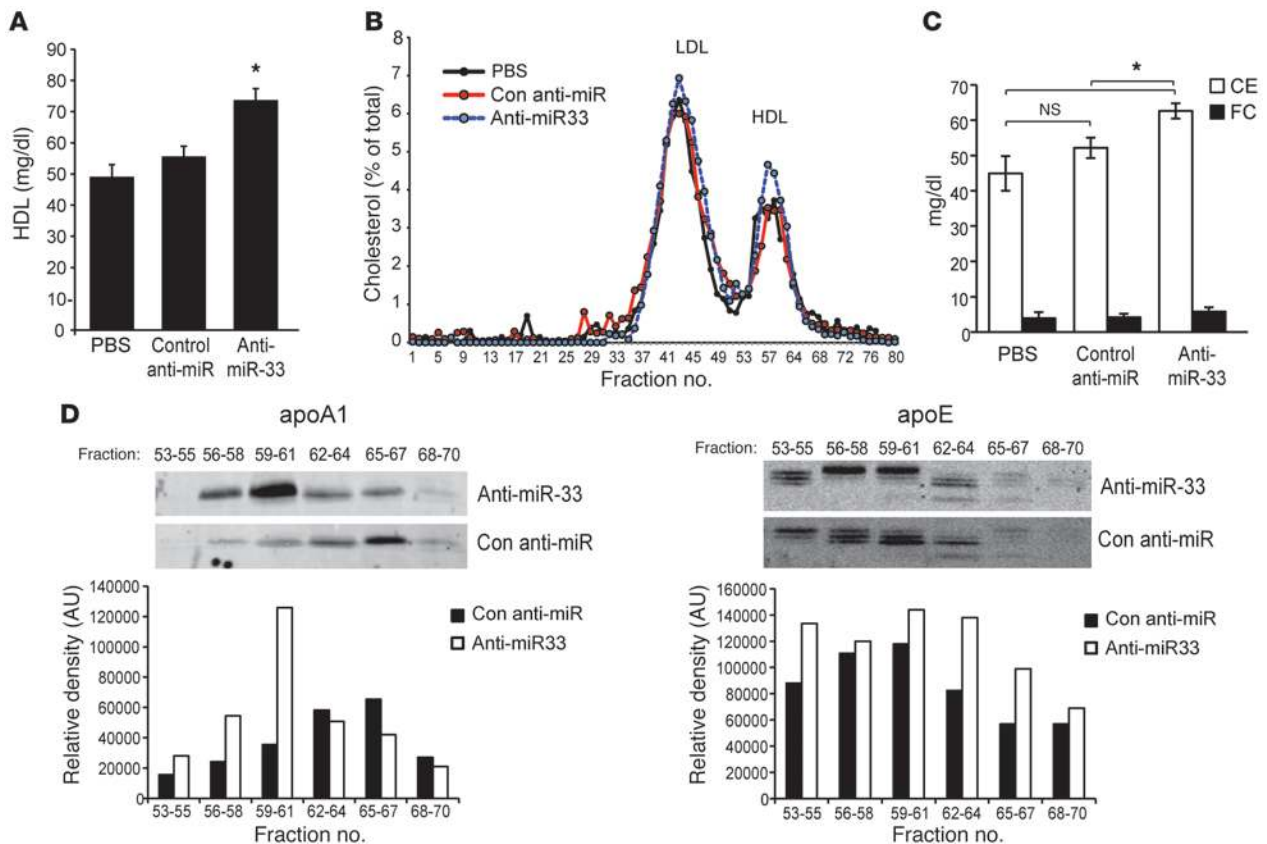 A
HDL (mg/dl)
90
80
70
60
50
40
30
20
10
0
*
PBS
Control
anti-miR
Anti-
miR-33
B
Cholesterol (% of total)
8
7
6
5
4
3
2
1
0
PBS
Con anti-miR
Anti-miR33
LDL
HDL
1 5 9 13 17 21 25 29 33 37 41 45 49 53 57 64 68 72 76 80
Fraction no.
C
mg/dl
70
60
50
40
30
20
10
0
*
NS
CE
FC
PBS
Control
anti-miR
Anti-
miR-33
D
apoA1
Fraction: 53-55 56-58 59-61 62-64 65-67 68-70
Anti-miR-33
Con anti-miR
Relative density (AU)
140000
120000
100000
80000
60000
40000
20000
0
Con anti-miR
Anti-miR33
53-55 56-58 59-61 62-64 65-67 68-70
Fraction no.
apoE
Fraction: 53-55 56-58 59-61 62-64 65-67 68-70
Anti-miR-33
Con anti-miR
Relative density (AU)
160000
140000
120000
100000
80000
60000
40000
20000
0
Con anti-miR
Anti-miR33
53-55 56-58 59-61 62-64 65-67 68-70
Fraction no.